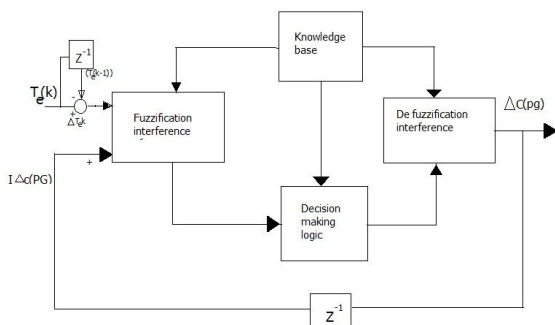 Z-1
(Te(k-1))
Te(k)
-
+
ΔTek
Fuzzification
interference
Knowledge
base
De fuzzification
interference
ΔC(pg)
+
IΔc(PG)
Decision
making
logic
Z-1